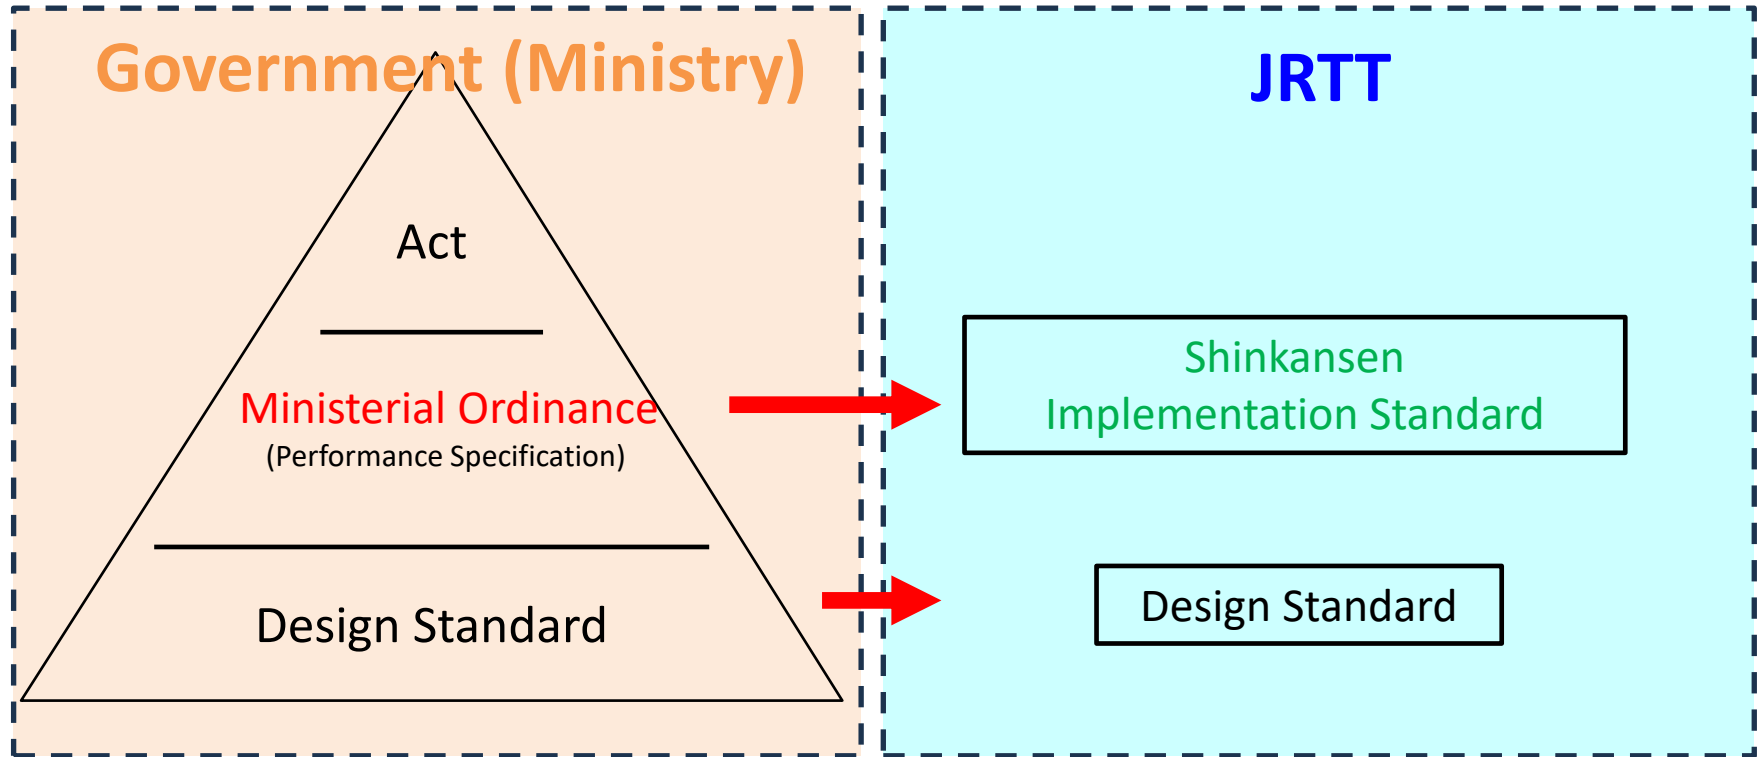 Government (Ministry)
Act
Ministerial Ordinance
(Performance Specification)
Design Standard
JRTT
Shinkansen
Implementation Standard
Design Standard